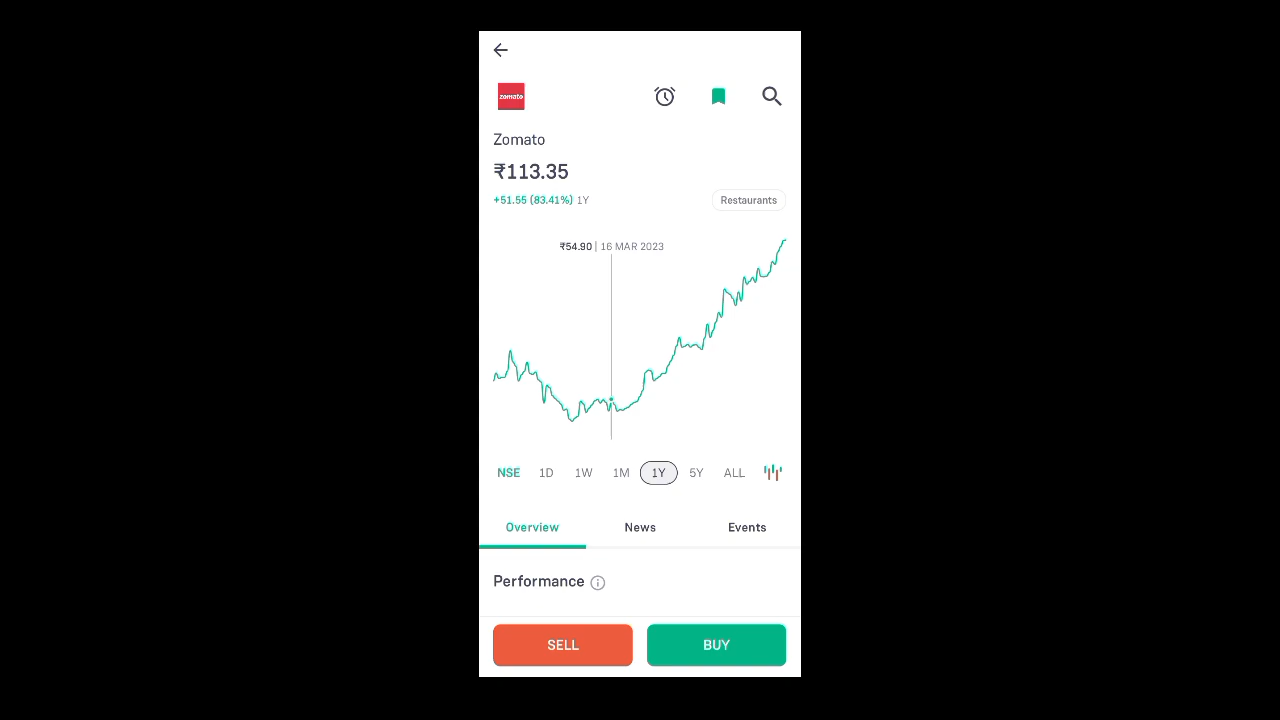 zomato
Zomato
₹113.35
+51.55 (83.41%) 1Y
Restaurants
₹54.90 | 16 MAR 2023
NSE 1D 1W 1M 1Y 5Y ALL
Overview News Events
Performance
SELL BUY